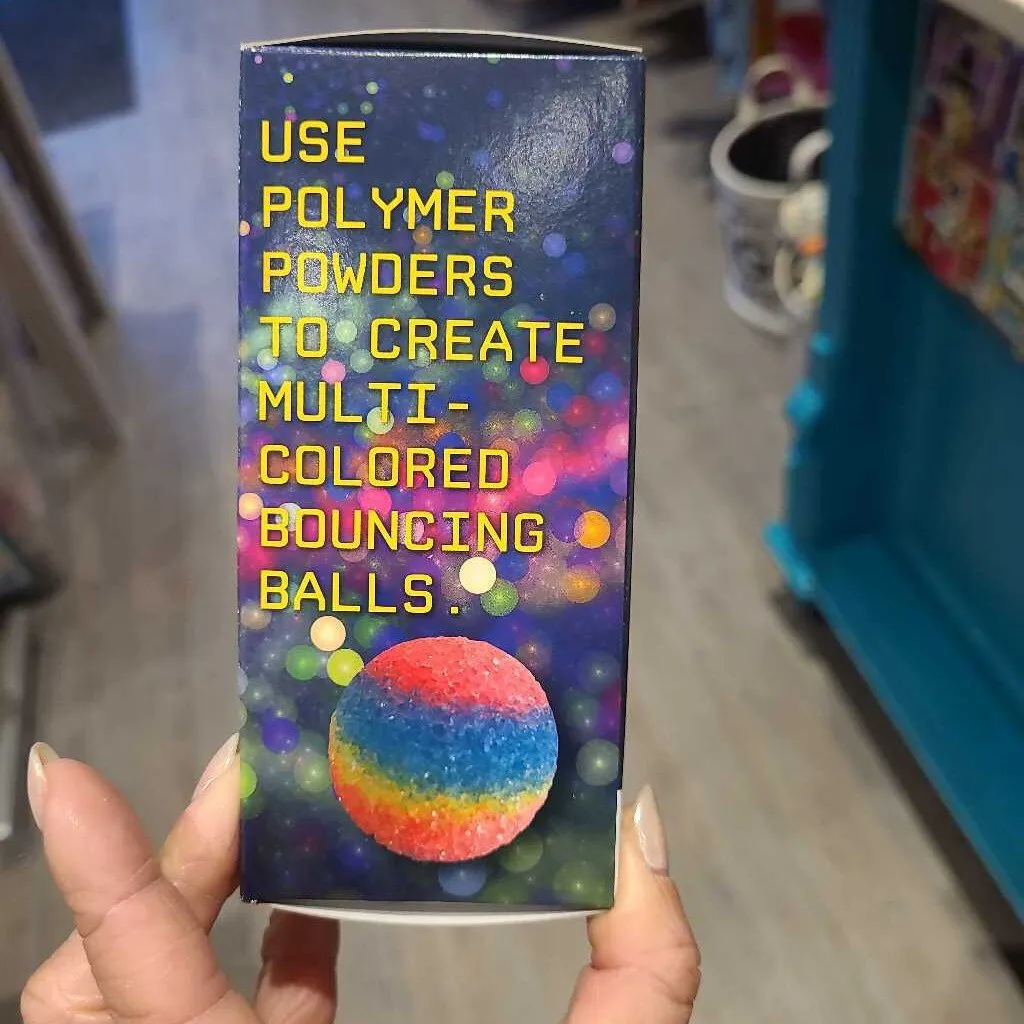 USE
POLYMER
POWDERS
TO CREATE
MULTI-
COLORED
BOUNCING
BALLS.